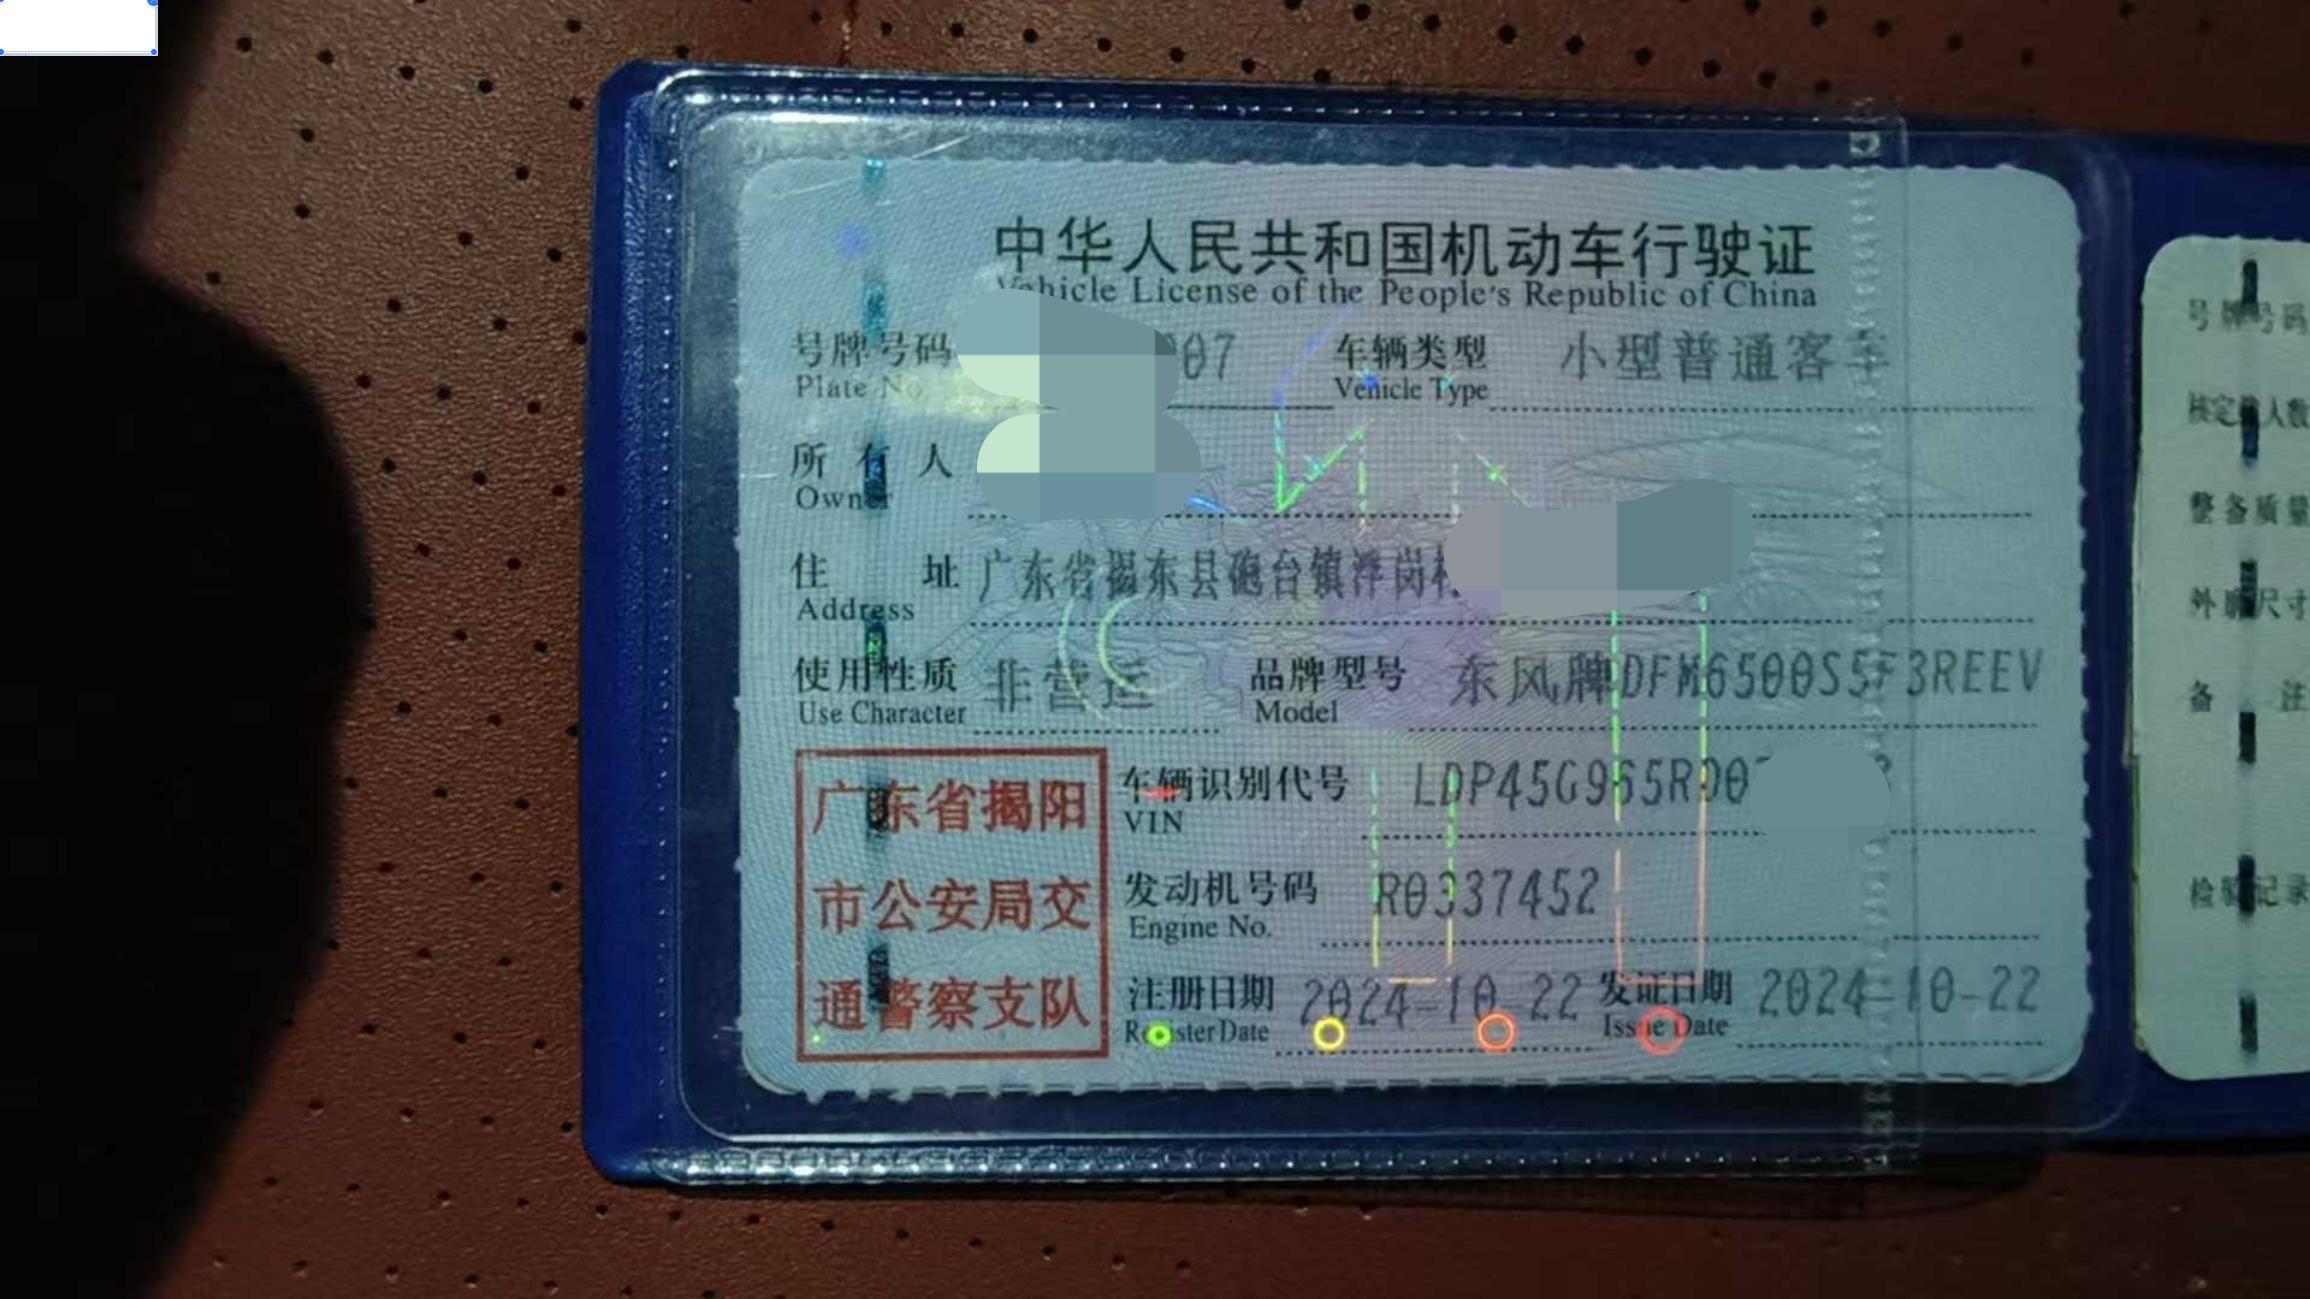 中华人民共和国机动车行驶证
Vehicle License of the People's Republic of China
号牌号码 07 车辆类型 小型普通客车
Plate No. Vehicle Type
所有人
Owner
住址 广东省揭东县砲台镇 岗
Address
使用性质 非营运 品牌型号 东风牌DFM6500S5F3REEV
Use Character Model
广东省揭阳
市公安局交
通警察支队
车辆识别代号 LDP45G965R00
VIN
发动机号码 R0337452
Engine No.
注册日期 2024-10-22 发证日期 2024-10-22
Register Date Issue Date
号牌号码
核定载人数
整备质量
外廓尺寸
备注
检验记录